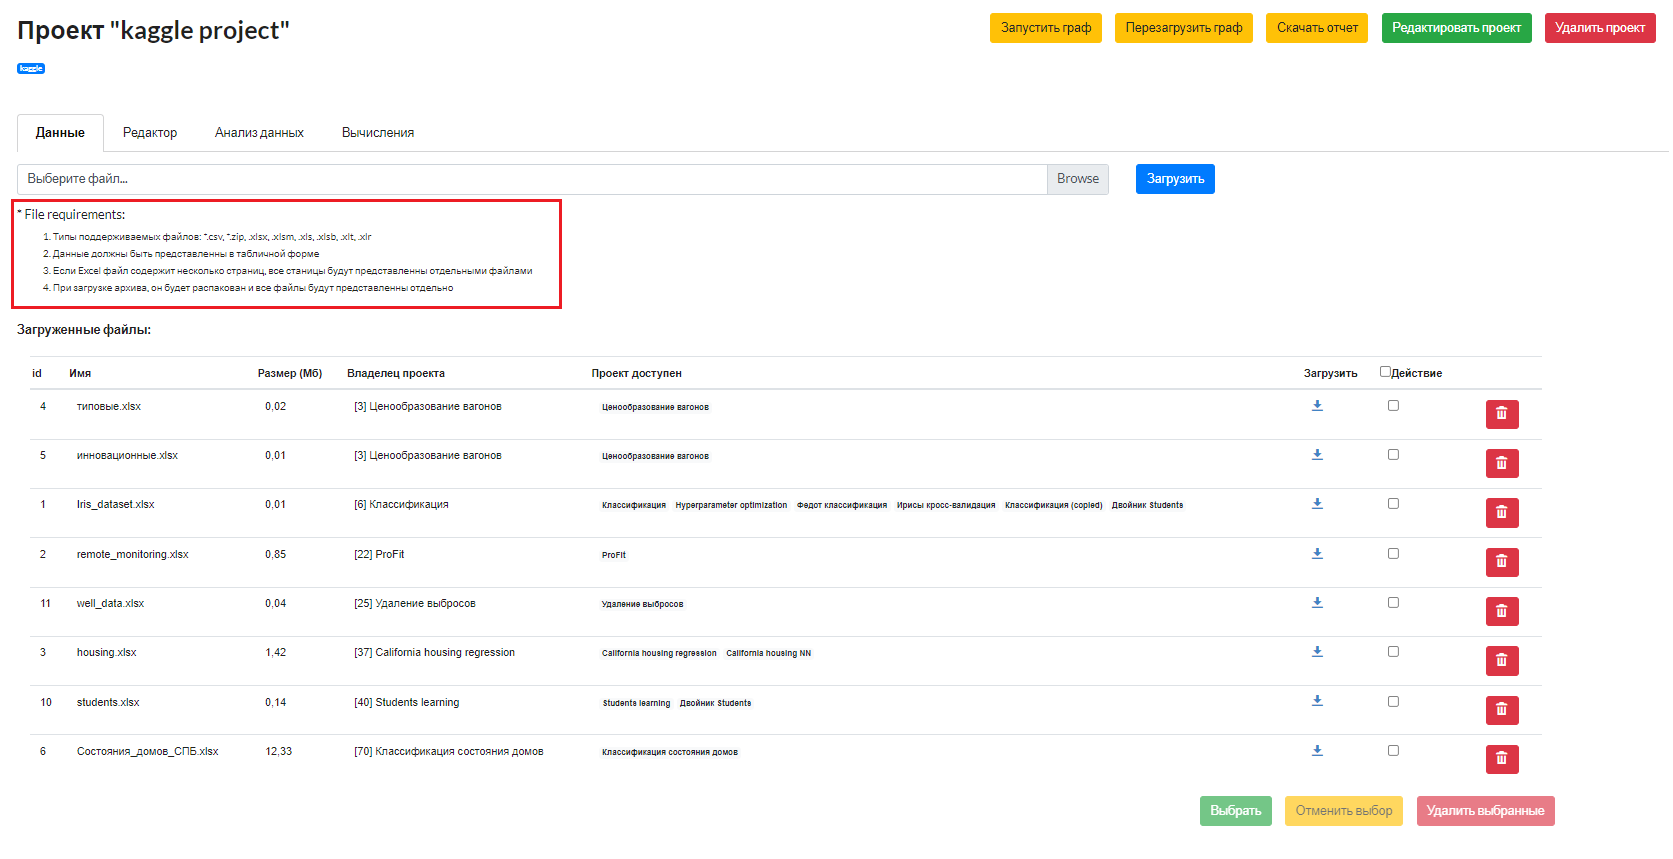 Проект "kaggle project"
Запустить граф Перезагрузить граф Скачать отчет Редактировать проект Удалить проект
kaggle
Данные Редактор Анализ данных Вычисления
Выберите файл... Browse Загрузить
* File requirements:
1. Типы поддерживаемых файлов: *.csv, *.zip, .xlsx, .xlsm, .xls, .xlsb, .xlt, .xlr
2. Данные должны быть представленны в табличной форме
3. Если Excel файл содержит несколько страниц, все станицы будут представленны отдельными файлами
4. При загрузке архива, он будет распакован и все файлы будут представленны отдельно
Загруженные файлы:
id Имя Размер (Мб) Владелец проекта Проект доступен Загрузить Действие
4 типовые.xlsx 0,02 [3] Ценообразование вагонов Ценообразование вагонов
5 инновационные.xlsx 0,01 [3] Ценообразование вагонов Ценообразование вагонов
1 Iris_dataset.xlsx 0,01 [6] Классификация Классификация Hyperparameter optimization Федот классификация Ирисы кросс-валидация Классификация (copied) Двойник Students
2 remote_monitoring.xlsx 0,85 [22] ProFit ProFit
11 well_data.xlsx 0,04 [25] Удаление выбросов Удаление выбросов
3 housing.xlsx 1,42 [37] California housing regression California housing regression California housing NN
10 students.xlsx 0,14 [40] Students learning Students learning Двойник Students
6 Состояния_домов_СПБ.xlsx 12,33 [70] Классификация состояния домов Классификация состояния домов
Выбрать Отменить выбор Удалить выбранные